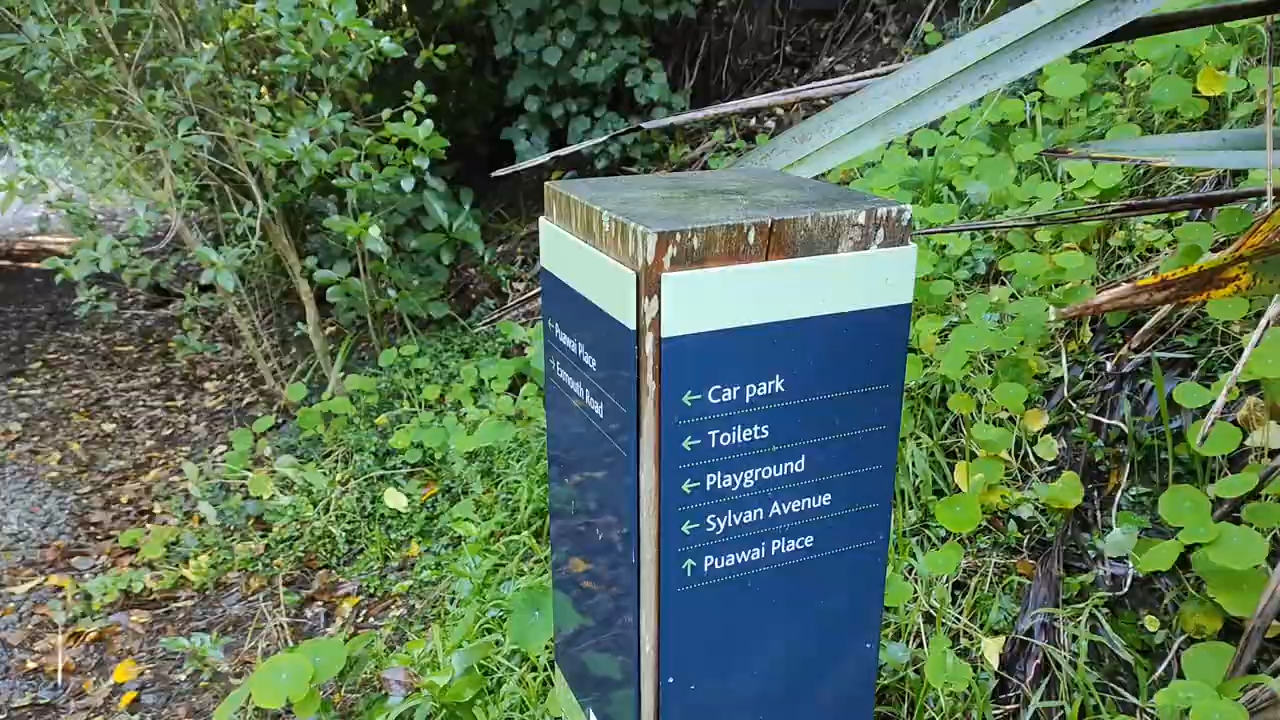 ← Puawai Place
→ Exmouth Road
← Car park
← Toilets
← Playground
← Sylvan Avenue
↑ Puawai Place